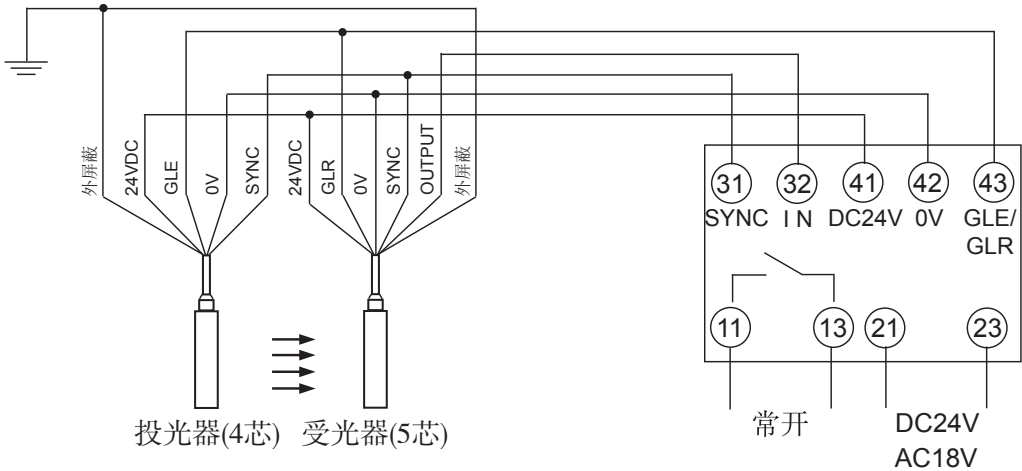 外屏蔽
24VDC
GLE
0V
SYNC
24VDC
GLR
0V
SYNC
OUTPUT
外屏蔽
31 32 41 42 43
SYNC IN DC24V 0V GLE/
GLR
11 13 21 23
投光器(4芯) 受光器(5芯)
常开
DC24V
AC18V